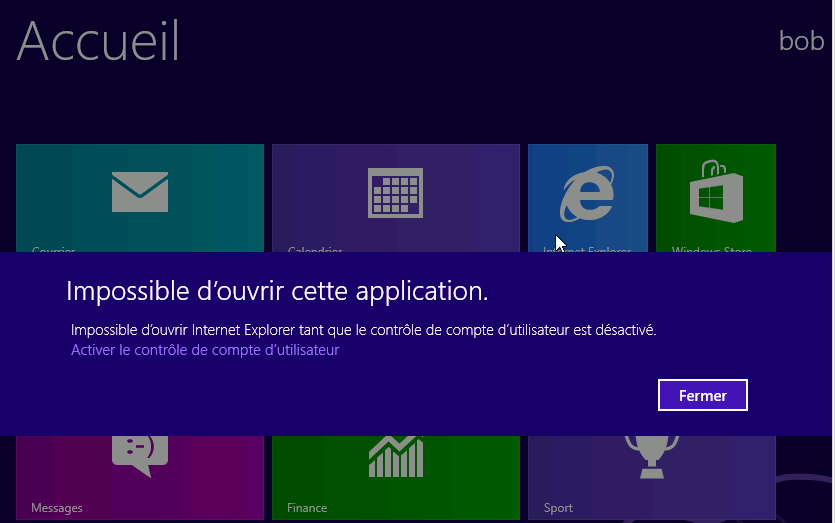 Accueil
bob
Courrier
Calendrier
Internet Explorer
Windows Store
Impossible d’ouvrir cette application.
Impossible d’ouvrir Internet Explorer tant que le contrôle de compte d’utilisateur est désactivé.
Activer le contrôle de compte d’utilisateur
Fermer
Messages
Finance
Sport